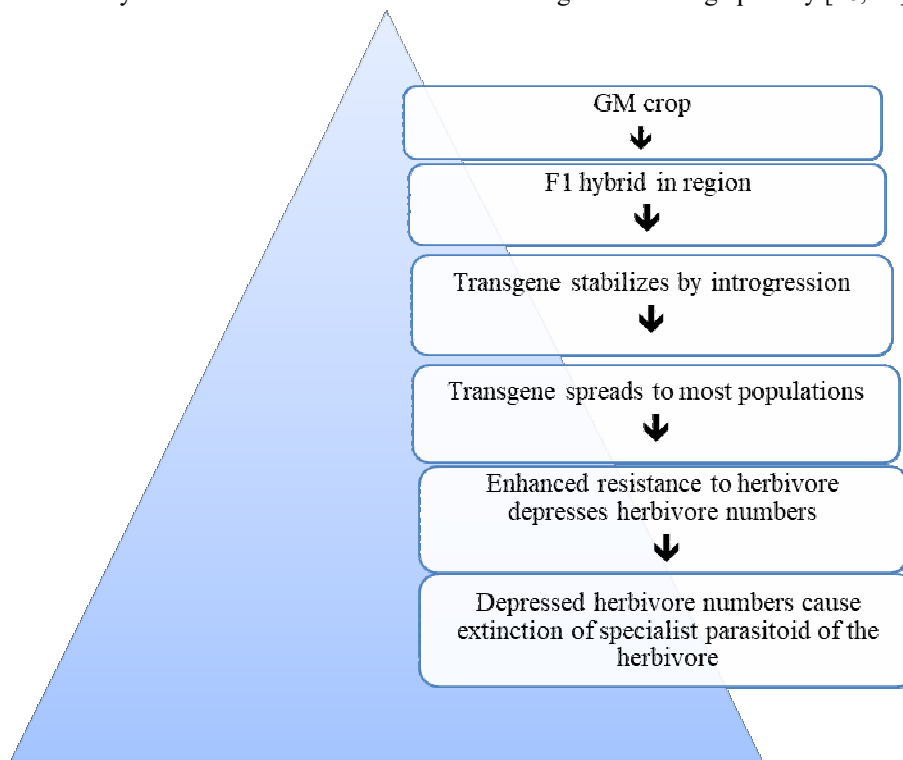 GM crop
F1 hybrid in region
Transgene stabilizes by introgression
Transgene spreads to most populations
Enhanced resistance to herbivore
depresses herbivore numbers
Depressed herbivore numbers cause
extinction of specialist parasitoid of the
herbivore